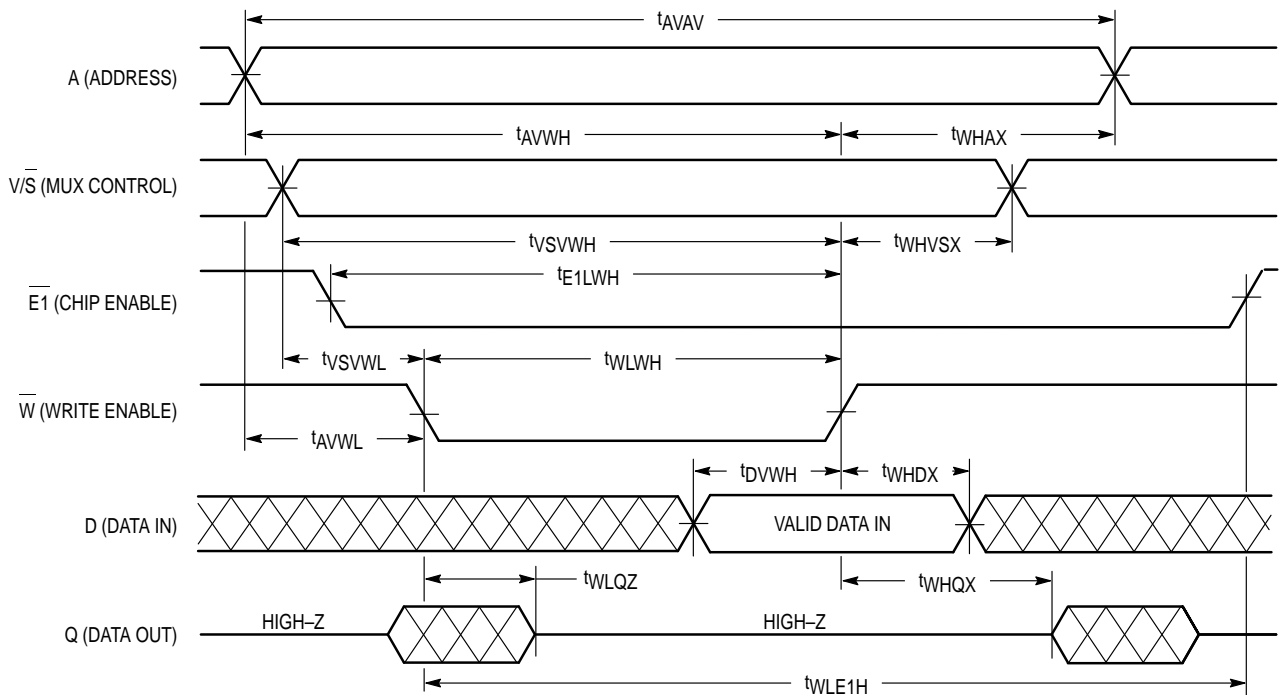 tAVAV
A (ADDRESS)
tAVWH
tWHAX
V/S̅ (MUX CONTROL)
tVSVWH
tWHVSX
tE1LWH
E̅1̅ (CHIP ENABLE)
tVSVWL
tWLWH
W̅ (WRITE ENABLE)
tAVWL
tDVWH
tWHDX
D (DATA IN)
VALID DATA IN
tWLQZ
tWHQX
Q (DATA OUT)
HIGH–Z
HIGH–Z
tWLE1H